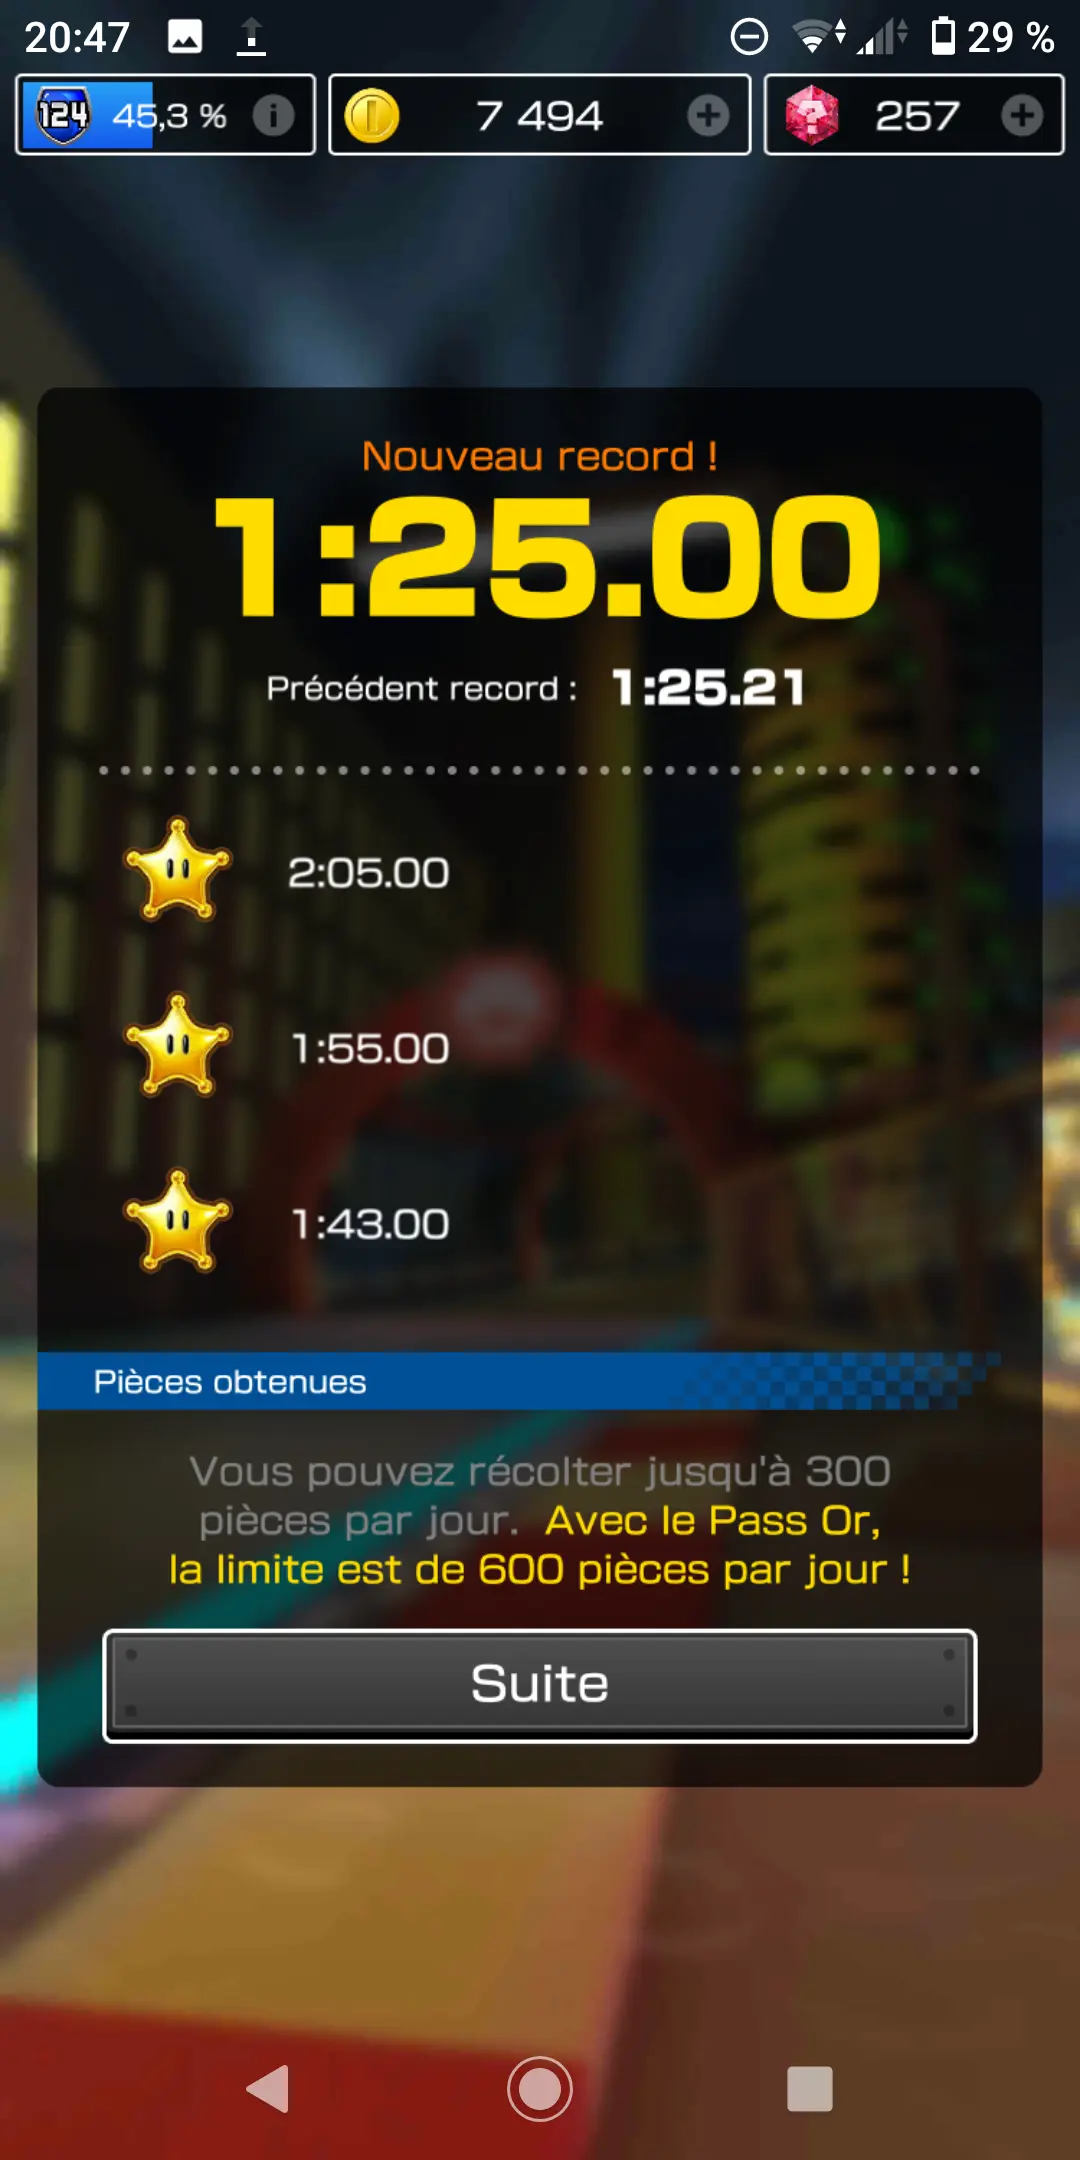 20:47
29 %
124
45,3 %
7 494
257
Nouveau record !
1:25.00
Précédent record : 1:25.21
2:05.00
1:55.00
1:43.00
Pièces obtenues
Vous pouvez récolter jusqu'à 300
pièces par jour. Avec le Pass Or,
la limite est de 600 pièces par jour !
Suite